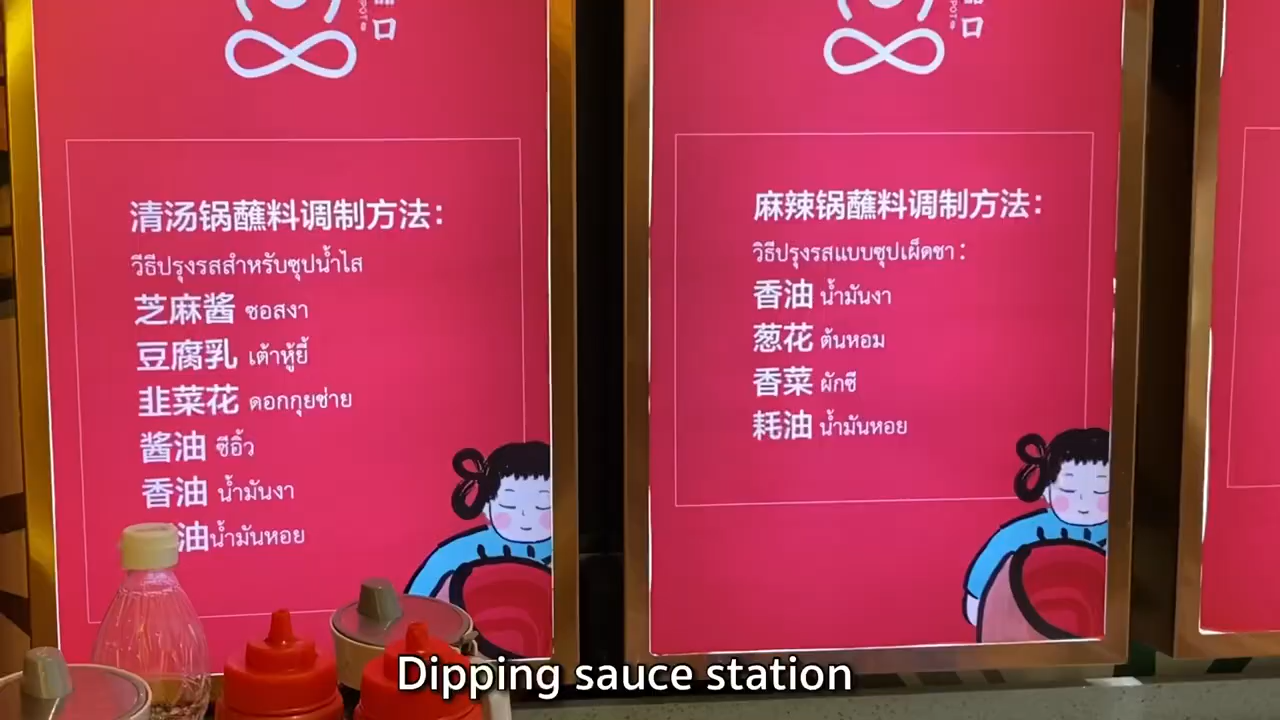 清汤锅蘸料调制方法：
วิธีปรุงรสสำหรับซุปน้ำใส
芝麻酱 ซอสงา
豆腐乳 เต้าหู้ยี้
韭菜花 ดอกกุยช่าย
酱油 ซีอิ้ว
香油 น้ำมันงา
油น้ำมันหอย
麻辣锅蘸料调制方法：
วิธีปรุงรสแบบซุปเผ็ดชา :
香油 น้ำมันงา
葱花 ต้นหอม
香菜 ผักชี
耗油 น้ำมันหอย
Dipping sauce station